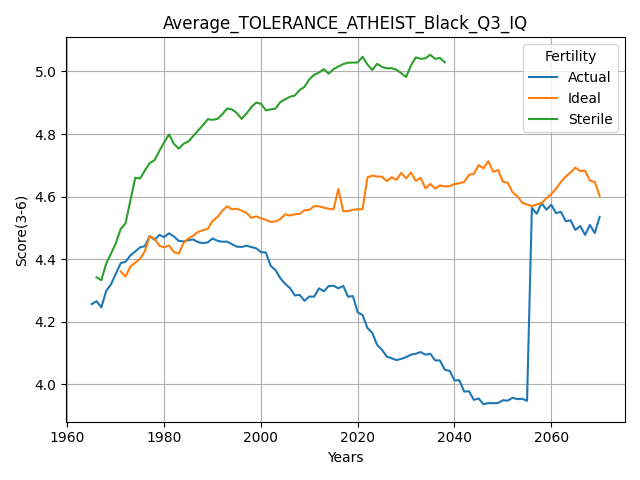 Average_TOLERANCE_ATHEIST_Black_Q3_IQ
Fertility
Actual
Ideal
Sterile
Score(3-6)
5.0
4.8
4.6
4.4
4.2
4.0
1960 1980 2000 2020 2040 2060
Years